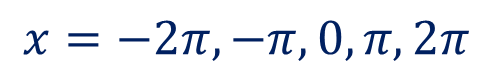 x = −2π, −π, 0, π, 2π